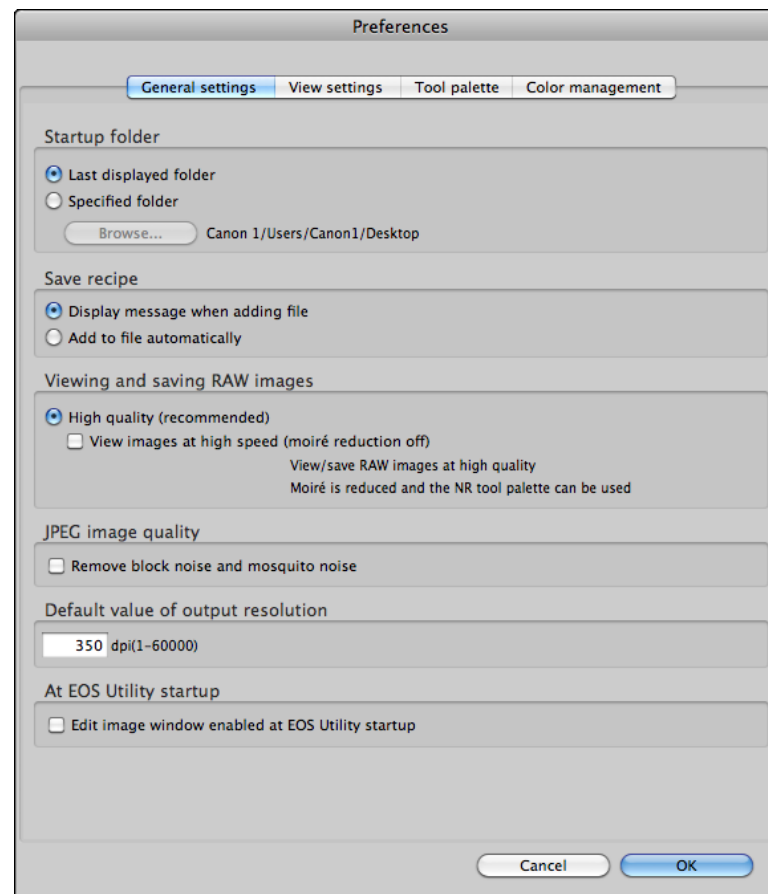 Preferences
General settings View settings Tool palette Color management
Startup folder
Last displayed folder
Specified folder
Browse... Canon 1/Users/Canon1/Desktop
Save recipe
Display message when adding file
Add to file automatically
Viewing and saving RAW images
High quality (recommended)
View images at high speed (moiré reduction off)
View/save RAW images at high quality
Moiré is reduced and the NR tool palette can be used
JPEG image quality
Remove block noise and mosquito noise
Default value of output resolution
350 dpi(1-60000)
At EOS Utility startup
Edit image window enabled at EOS Utility startup
Cancel OK